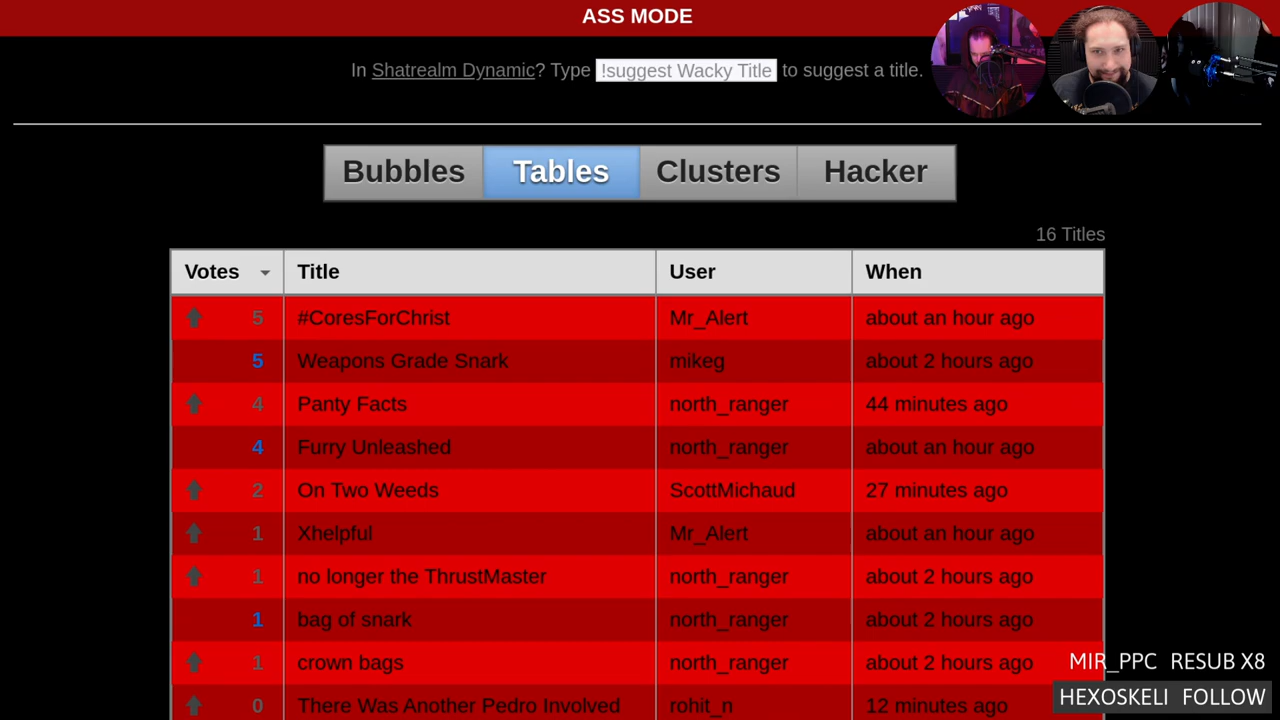 ASS MODE
In Shatrealm Dynamic? Type !suggest Wacky Title to suggest a title.
Bubbles Tables Clusters Hacker
16 Titles
Votes Title User When
5 #CoresForChrist Mr_Alert about an hour ago
5 Weapons Grade Snark mikeg about 2 hours ago
4 Panty Facts north_ranger 44 minutes ago
4 Furry Unleashed north_ranger about an hour ago
2 On Two Weeds ScottMichaud 27 minutes ago
1 Xhelpful Mr_Alert about an hour ago
1 no longer the ThrustMaster north_ranger about 2 hours ago
1 bag of snark north_ranger about 2 hours ago
1 crown bags north_ranger about 2 hours ago
MIR_PPC RESUB X8
0 There Was Another Pedro Involved rohit_n 12 minutes ago
HEXOSKELI FOLLOW